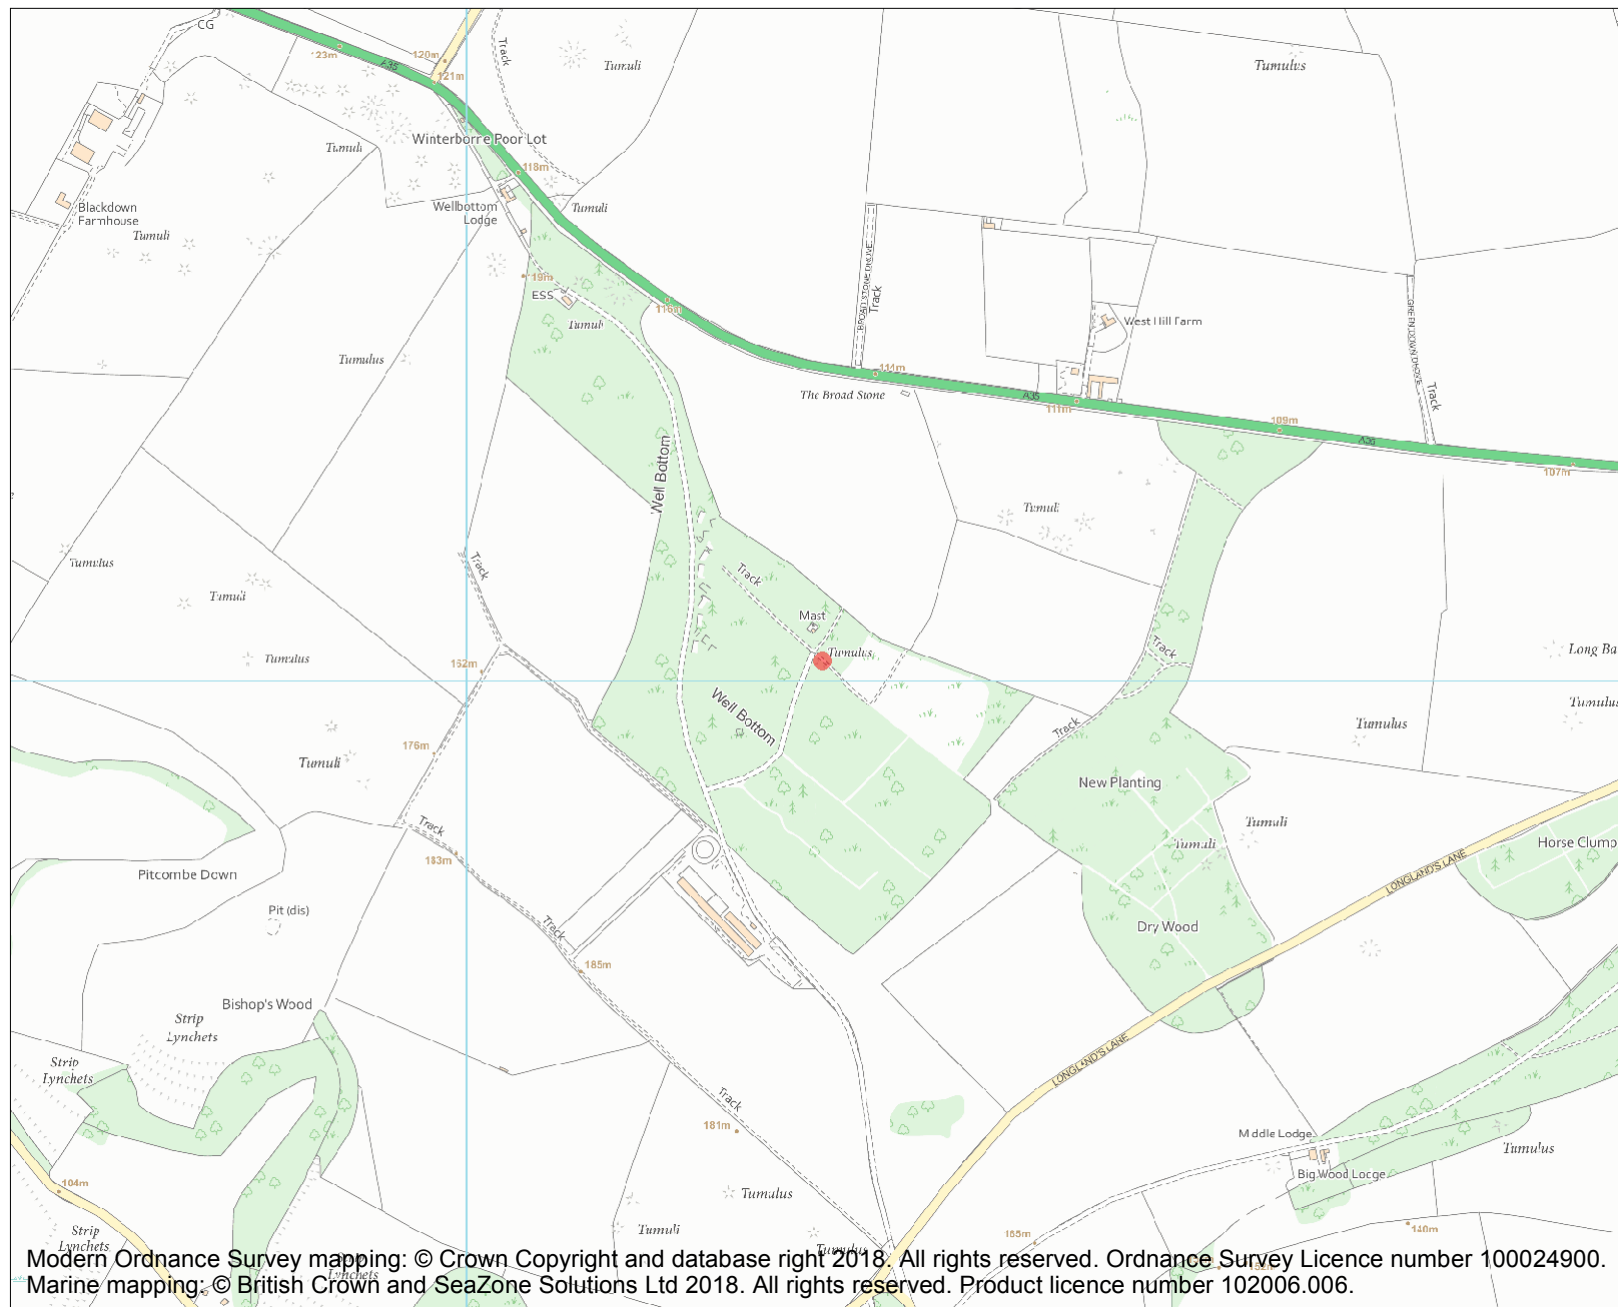 CG
Track
Tumuli
Tumulus
123m
A35
120m
121m
Tumuli
Winterborne Poor Lot
118m
Blackdown
Farmhouse
Wellbottom
Lodge
Tumuli
Tumuli
19m
ESS
BROAD STONE DROVE
Track
GREEN DOWN DROVE
Track
116m
Tumuli
West Hill Farm
Tumulus
114m
The Broad Stone
A35
111m
109m
A35
107m
Well Bottom
Tumuli
Tumulus
Track
Track
Tumuli
Mast
Tumulus
Track
Long Ba
Tumulus
162m
Tumulus
Well Bottom
Track
Tumulus
176m
Tumuli
New Planting
Track
Tumuli
Tumuli
Horse Clump
183m
LONGLAND'S LANE
Pitcombe Down
Pit (dis)
Track
Dry Wood
185m
Bishop's Wood
Strip
Lynchets
Strip
Lynchets
LONGLAND'S LANE
Track
181m
Middle Lodge
Tumulus
Big Wood Lodge
104m
Tumulus
Strip
Lynchets
Tumuli
Tumulus
140m
Strip
Lynchets
Modern Ordnance Survey mapping: © Crown Copyright and database right 2018. All rights reserved. Ordnance Survey Licence number 100024900.
Marine mapping: © British Crown and SeaZone Solutions Ltd 2018. All rights reserved. Product licence number 102006.006.